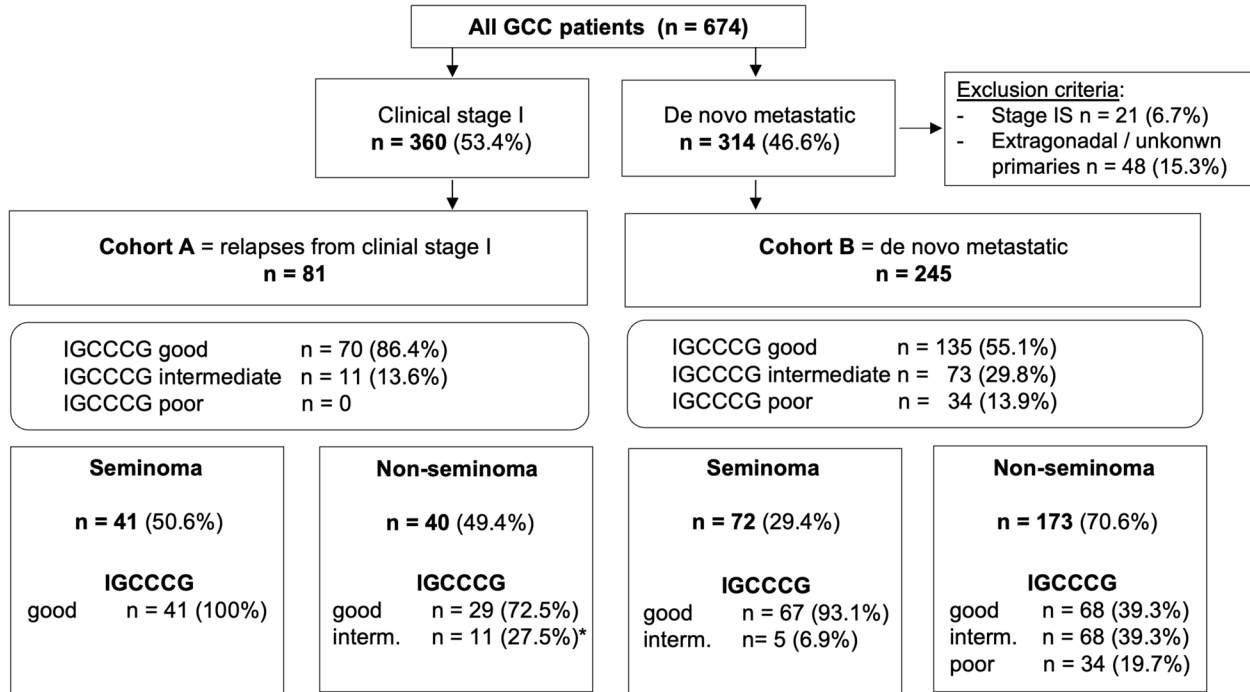 All GCC patients (n = 674)
Clinical stage I
n = 360 (53.4%)
De novo metastatic
n = 314 (46.6%)
Exclusion criteria:
- Stage IS n = 21 (6.7%)
- Extragonadal / unkonwn
primaries n = 48 (15.3%)
Cohort A = relapses from clinial stage I
n = 81
Cohort B = de novo metastatic
n = 245
IGCCCG good n = 70 (86.4%)
IGCCCG intermediate n = 11 (13.6%)
IGCCCG poor n = 0
IGCCCG good n = 135 (55.1%)
IGCCCG intermediate n = 73 (29.8%)
IGCCCG poor n = 34 (13.9%)
Seminoma
n = 41 (50.6%)
IGCCCG
good n = 41 (100%)
Non-seminoma
n = 40 (49.4%)
IGCCCG
good n = 29 (72.5%)
interm. n = 11 (27.5%)*
Seminoma
n = 72 (29.4%)
IGCCCG
good n = 67 (93.1%)
interm. n= 5 (6.9%)
Non-seminoma
n = 173 (70.6%)
IGCCCG
good n = 68 (39.3%)
interm. n = 68 (39.3%)
poor n = 34 (19.7%)